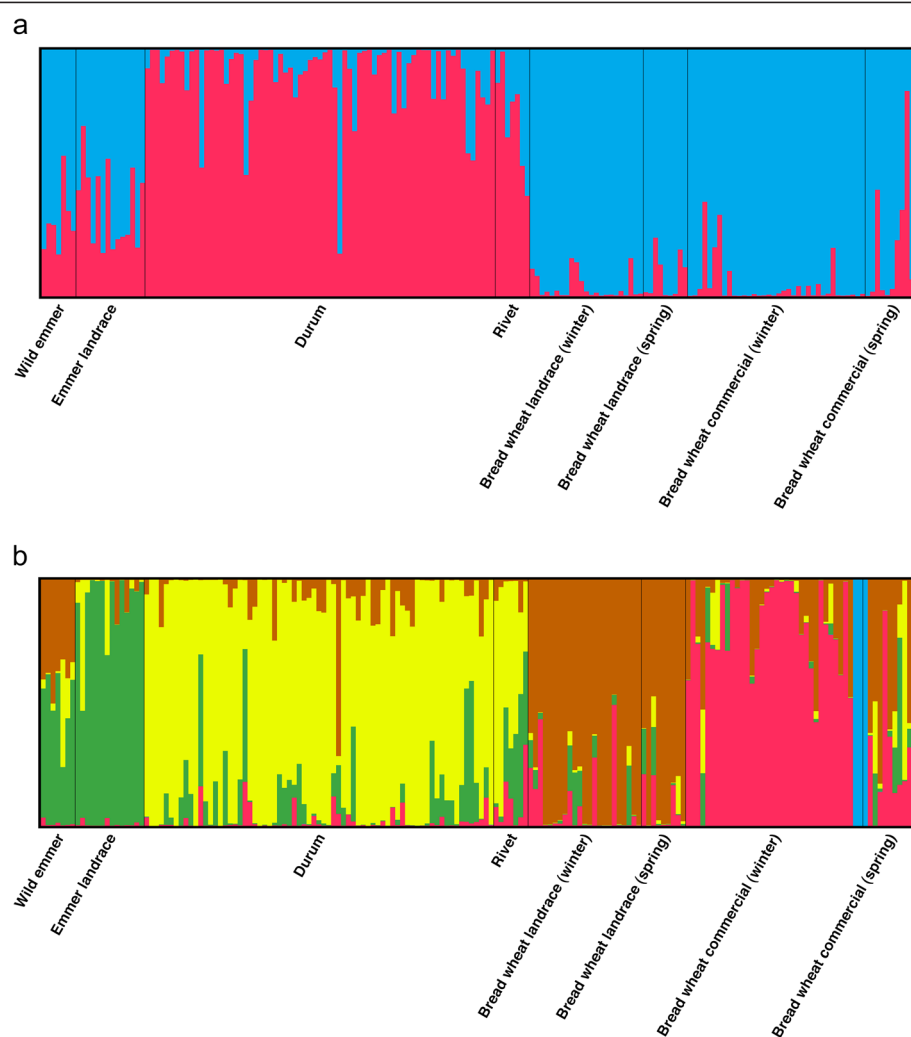 a
Wild emmer
Emmer landrace
Durum
Rivet
Bread wheat landrace (winter)
Bread wheat landrace (spring)
Bread wheat commercial (winter)
Bread wheat commercial (spring)
b
Wild emmer
Emmer landrace
Durum
Rivet
Bread wheat landrace (winter)
Bread wheat landrace (spring)
Bread wheat commercial (winter)
Bread wheat commercial (spring)